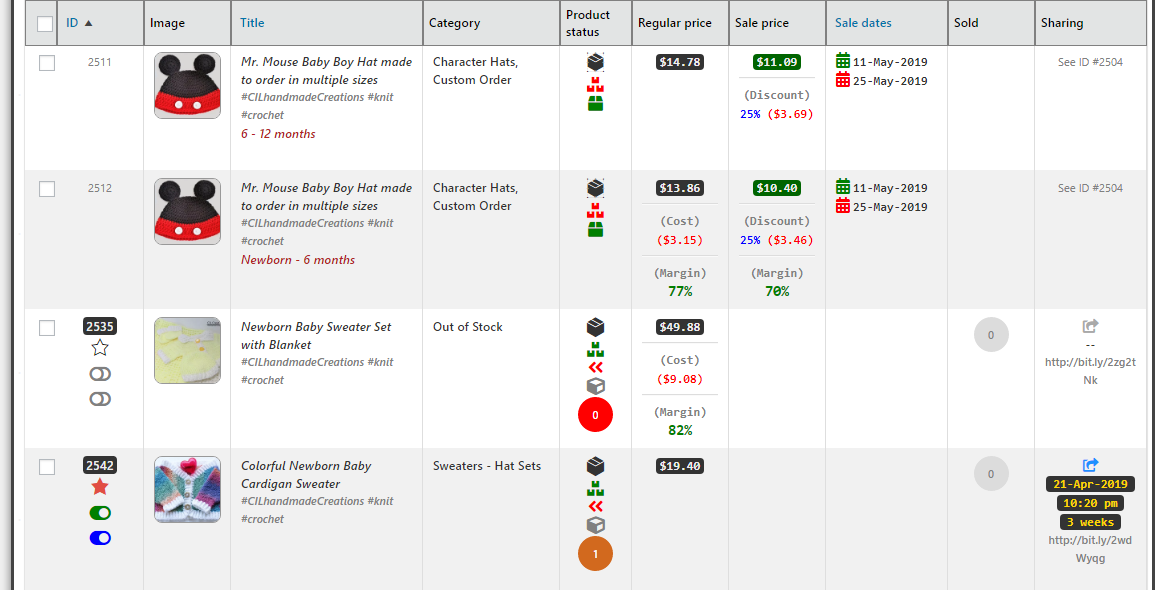 ID
Image
Title
Category
Product status
Regular price
Sale price
Sale dates
Sold
Sharing
2511
Mr. Mouse Baby Boy Hat made
to order in multiple sizes
#CILhandmadeCreations #knit
#crochet
6 - 12 months
Character Hats,
Custom Order
$14.78
$11.09
(Discount)
25% ($3.69)
11-May-2019
25-May-2019
See ID #2504
2512
Mr. Mouse Baby Boy Hat made
to order in multiple sizes
#CILhandmadeCreations #knit
#crochet
Newborn - 6 months
Character Hats,
Custom Order
$13.86
(Cost)
($3.15)
(Margin)
77%
$10.40
(Discount)
25% ($3.46)
(Margin)
70%
11-May-2019
25-May-2019
See ID #2504
2535
Newborn Baby Sweater Set
with Blanket
#CILhandmadeCreations #knit
#crochet
Out of Stock
0
$49.88
(Cost)
($9.08)
(Margin)
82%
0
--
http://bit.ly/2zg2t
Nk
2542
Colorful Newborn Baby
Cardigan Sweater
#CILhandmadeCreations #knit
#crochet
Sweaters - Hat Sets
1
$19.40
0
21-Apr-2019
10:20 pm
3 weeks
http://bit.ly/2wd
Wyqg